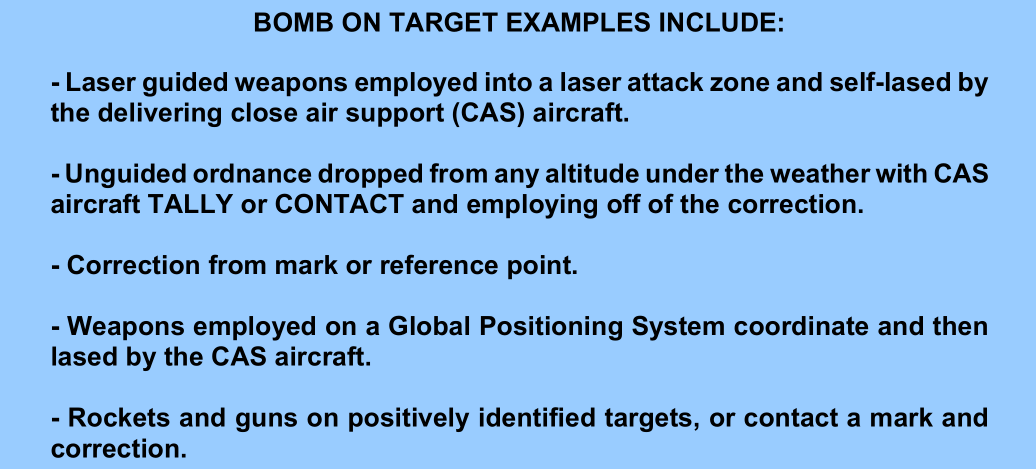 BOMB ON TARGET EXAMPLES INCLUDE:
- Laser guided weapons employed into a laser attack zone and self-lased by
the delivering close air support (CAS) aircraft.
- Unguided ordnance dropped from any altitude under the weather with CAS
aircraft TALLY or CONTACT and employing off of the correction.
- Correction from mark or reference point.
- Weapons employed on a Global Positioning System coordinate and then
lased by the CAS aircraft.
- Rockets and guns on positively identified targets, or contact a mark and
correction.